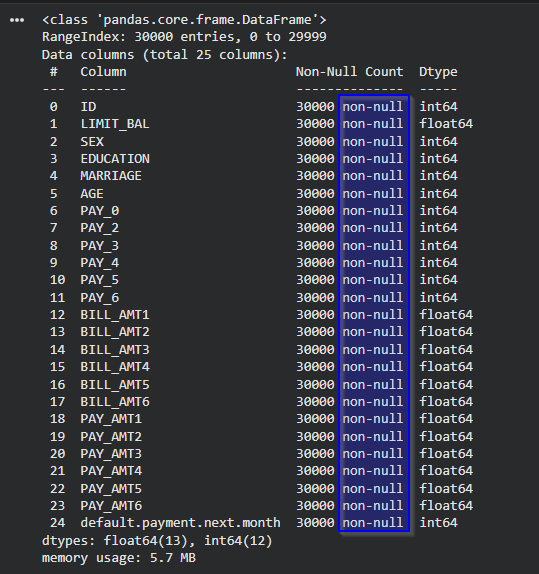 <class 'pandas.core.frame.DataFrame'>
RangeIndex: 30000 entries, 0 to 29999
Data columns (total 25 columns):
 #   Column                      Non-Null Count  Dtype
---  ------                      --------------  -----
 0   ID                          30000 non-null  int64
 1   LIMIT_BAL                   30000 non-null  float64
 2   SEX                         30000 non-null  int64
 3   EDUCATION                   30000 non-null  int64
 4   MARRIAGE                    30000 non-null  int64
 5   AGE                         30000 non-null  int64
 6   PAY_0                       30000 non-null  int64
 7   PAY_2                       30000 non-null  int64
 8   PAY_3                       30000 non-null  int64
 9   PAY_4                       30000 non-null  int64
 10  PAY_5                       30000 non-null  int64
 11  PAY_6                       30000 non-null  int64
 12  BILL_AMT1                   30000 non-null  float64
 13  BILL_AMT2                   30000 non-null  float64
 14  BILL_AMT3                   30000 non-null  float64
 15  BILL_AMT4                   30000 non-null  float64
 16  BILL_AMT5                   30000 non-null  float64
 17  BILL_AMT6                   30000 non-null  float64
 18  PAY_AMT1                    30000 non-null  float64
 19  PAY_AMT2                    30000 non-null  float64
 20  PAY_AMT3                    30000 non-null  float64
 21  PAY_AMT4                    30000 non-null  float64
 22  PAY_AMT5                    30000 non-null  float64
 23  PAY_AMT6                    30000 non-null  float64
 24  default.payment.next.month  30000 non-null  int64
dtypes: float64(13), int64(12)
memory usage: 5.7 MB